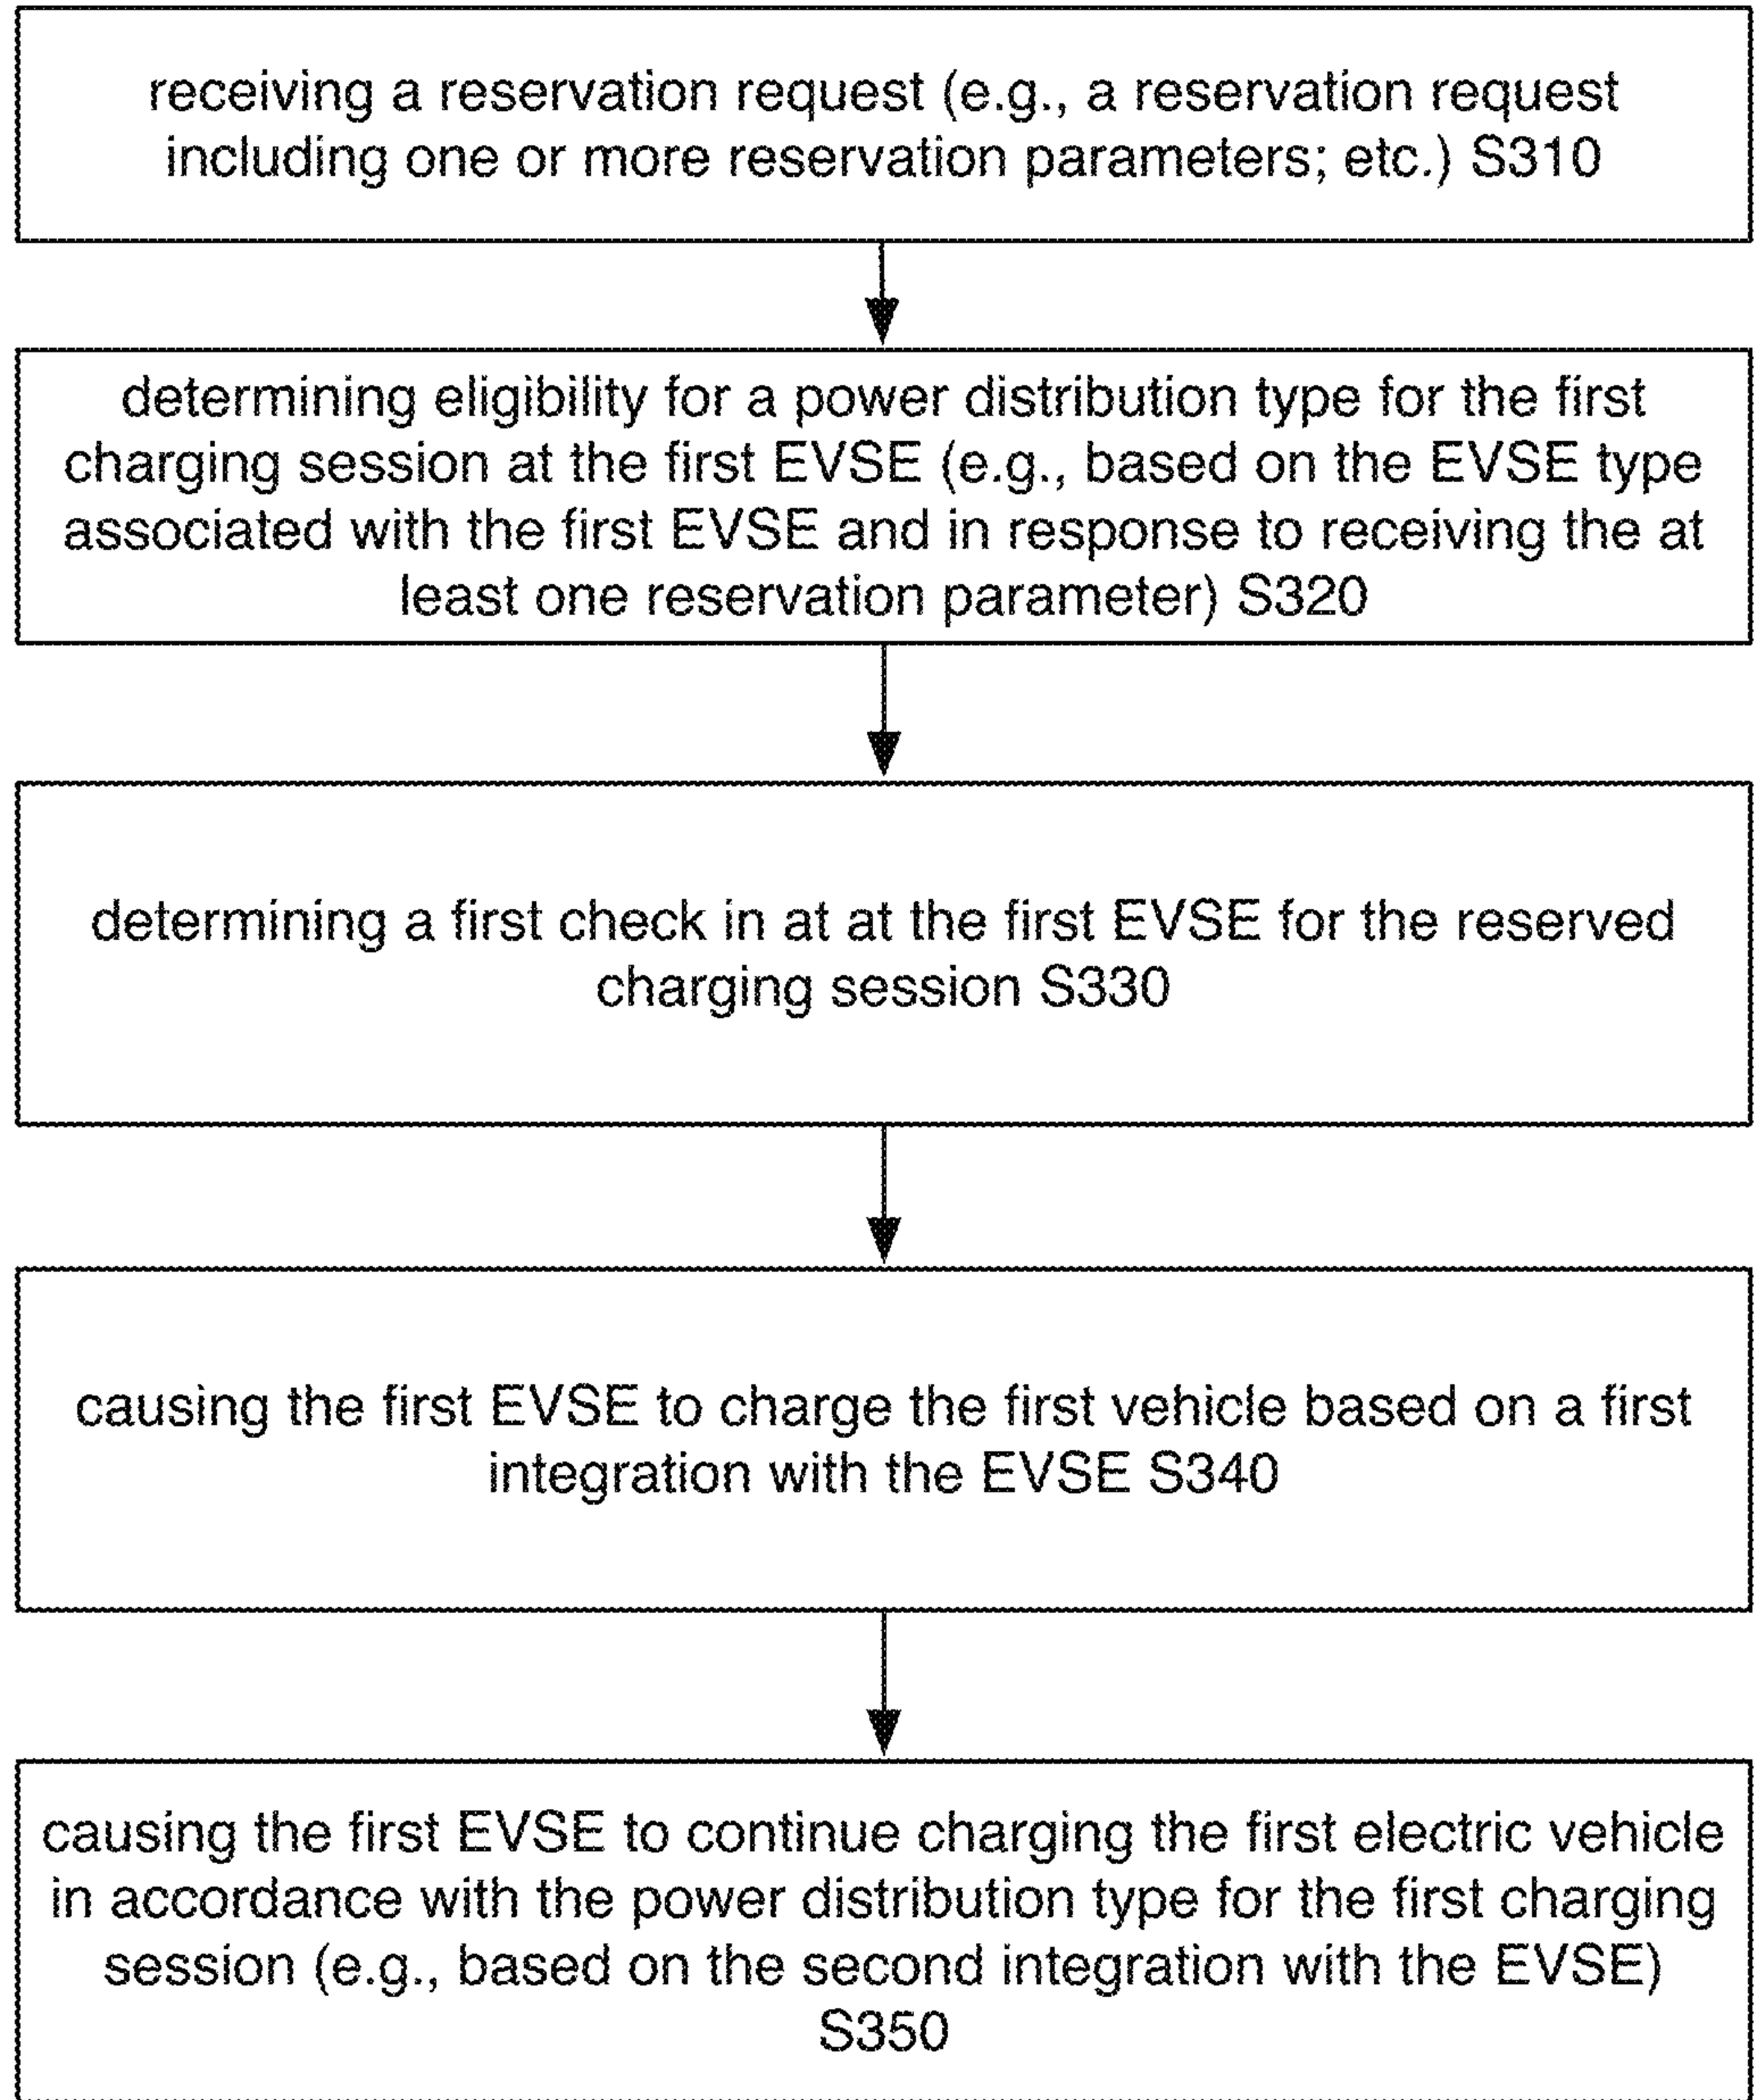 receiving a reservation request (e.g., a reservation request
including one or more reservation parameters; etc.) S310
determining eligibility for a power distribution type for the first
charging session at the first EVSE (e.g., based on the EVSE type
associated with the first EVSE and in response to receiving the at
least one reservation parameter) S320
determining a first check in at at the first EVSE for the reserved
charging session S330
causing the first EVSE to charge the first vehicle based on a first
integration with the EVSE S340
causing the first EVSE to continue charging the first electric vehicle
in accordance with the power distribution type for the first charging
session (e.g., based on the second integration with the EVSE)
S350